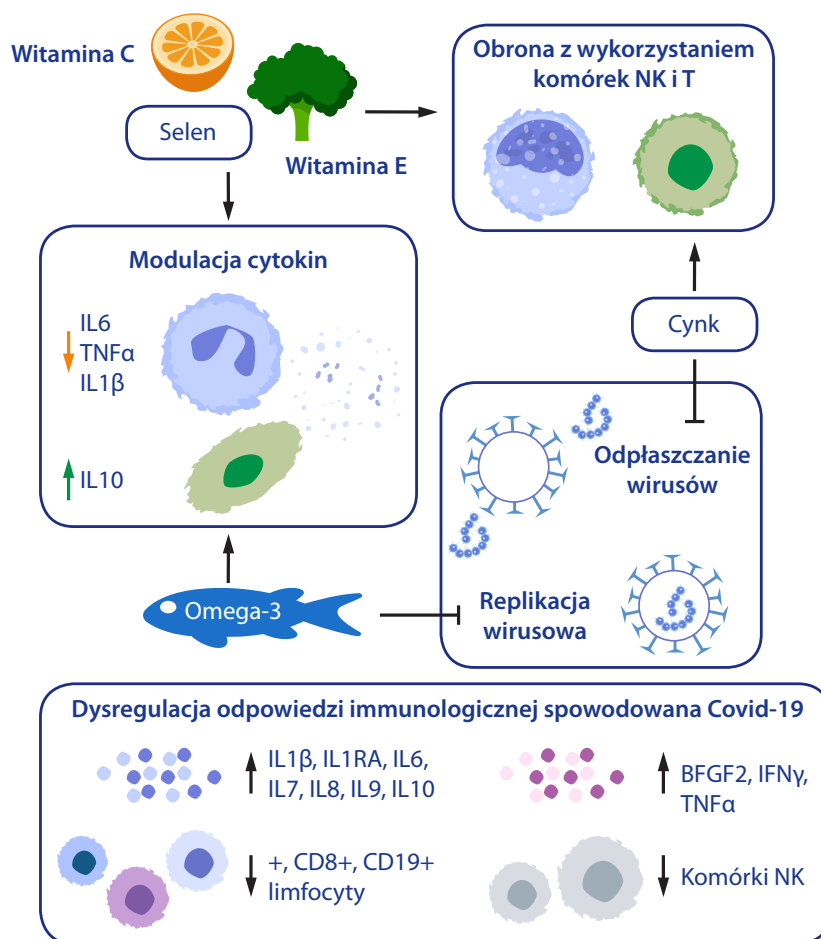 Witamina C
Selen
Witamina E
Obrona z wykorzystaniem
komórek NK i T
Modulacja cytokin
IL6
TNFα
IL1β
IL10
Cynk
Odpłaszczanie
wirusów
Omega-3
Replikacja
wirusowa
Dysregulacja odpowiedzi immunologicznej spowodowana Covid-19
IL1β, IL1RA, IL6,
IL7, IL8, IL9, IL10
BFGF2, IFNγ,
TNFα
+, CD8+, CD19+
limfocyty
Komórki NK